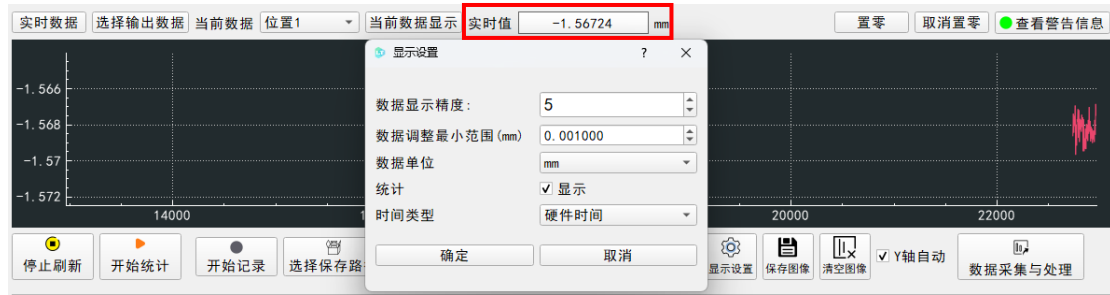 实时数据 选择输出数据 当前数据 位置1 当前数据显示 实时值 -1.56724 mm 置零 取消置零 查看警告信息
显示设置 ? ×
-1.566
数据显示精度: 5
-1.568
数据调整最小范围(mm) 0.001000
-1.57
数据单位 mm
统计 显示
-1.572
时间类型 硬件时间
14000 1 20000 22000
确定 取消
停止刷新 开始统计 开始记录 选择保存路 显示设置 保存图像 清空图像 Y轴自动 数据采集与处理